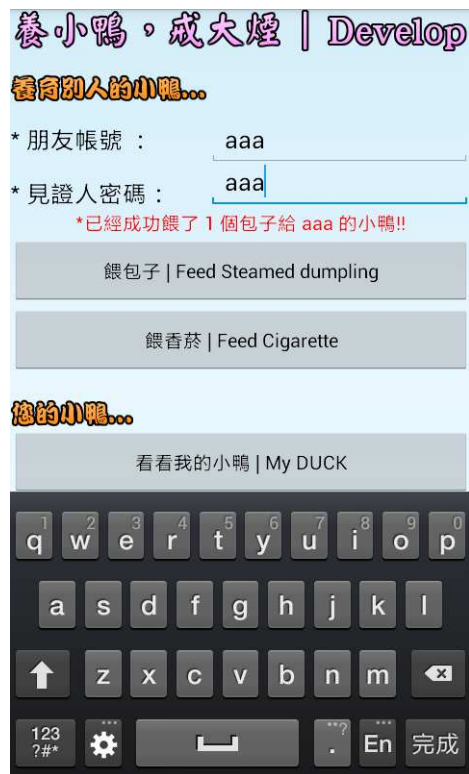 養小鴨，戒大煙 | Develop
養育別人的小鴨...
* 朋友帳號 ： aaa
* 見證人密碼： aaa
*已經成功餵了 1 個包子給 aaa 的小鴨!!
餵包子 | Feed Steamed dumpling
餵香菸 | Feed Cigarette
您的小鴨...
看看我的小鴨 | My DUCK
1 2 3 4 5 6 7 8 9 0
q w e r t y u i o p
a s d f g h j k l
z x c v b n m
123 ?#* . En 完成